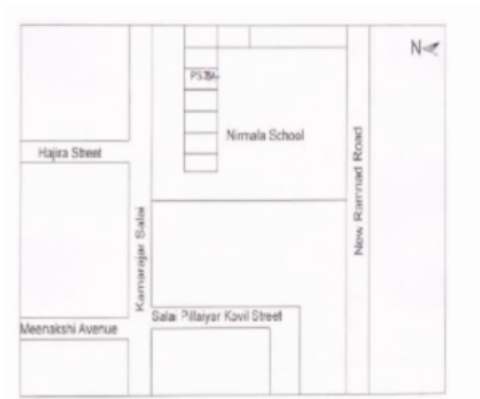 N
Nirmala School
Hajira Street
Kamarajar Salai
New Ramnad Road
Salai Pillaiyar Kovil Street
Meenakshi Avenue